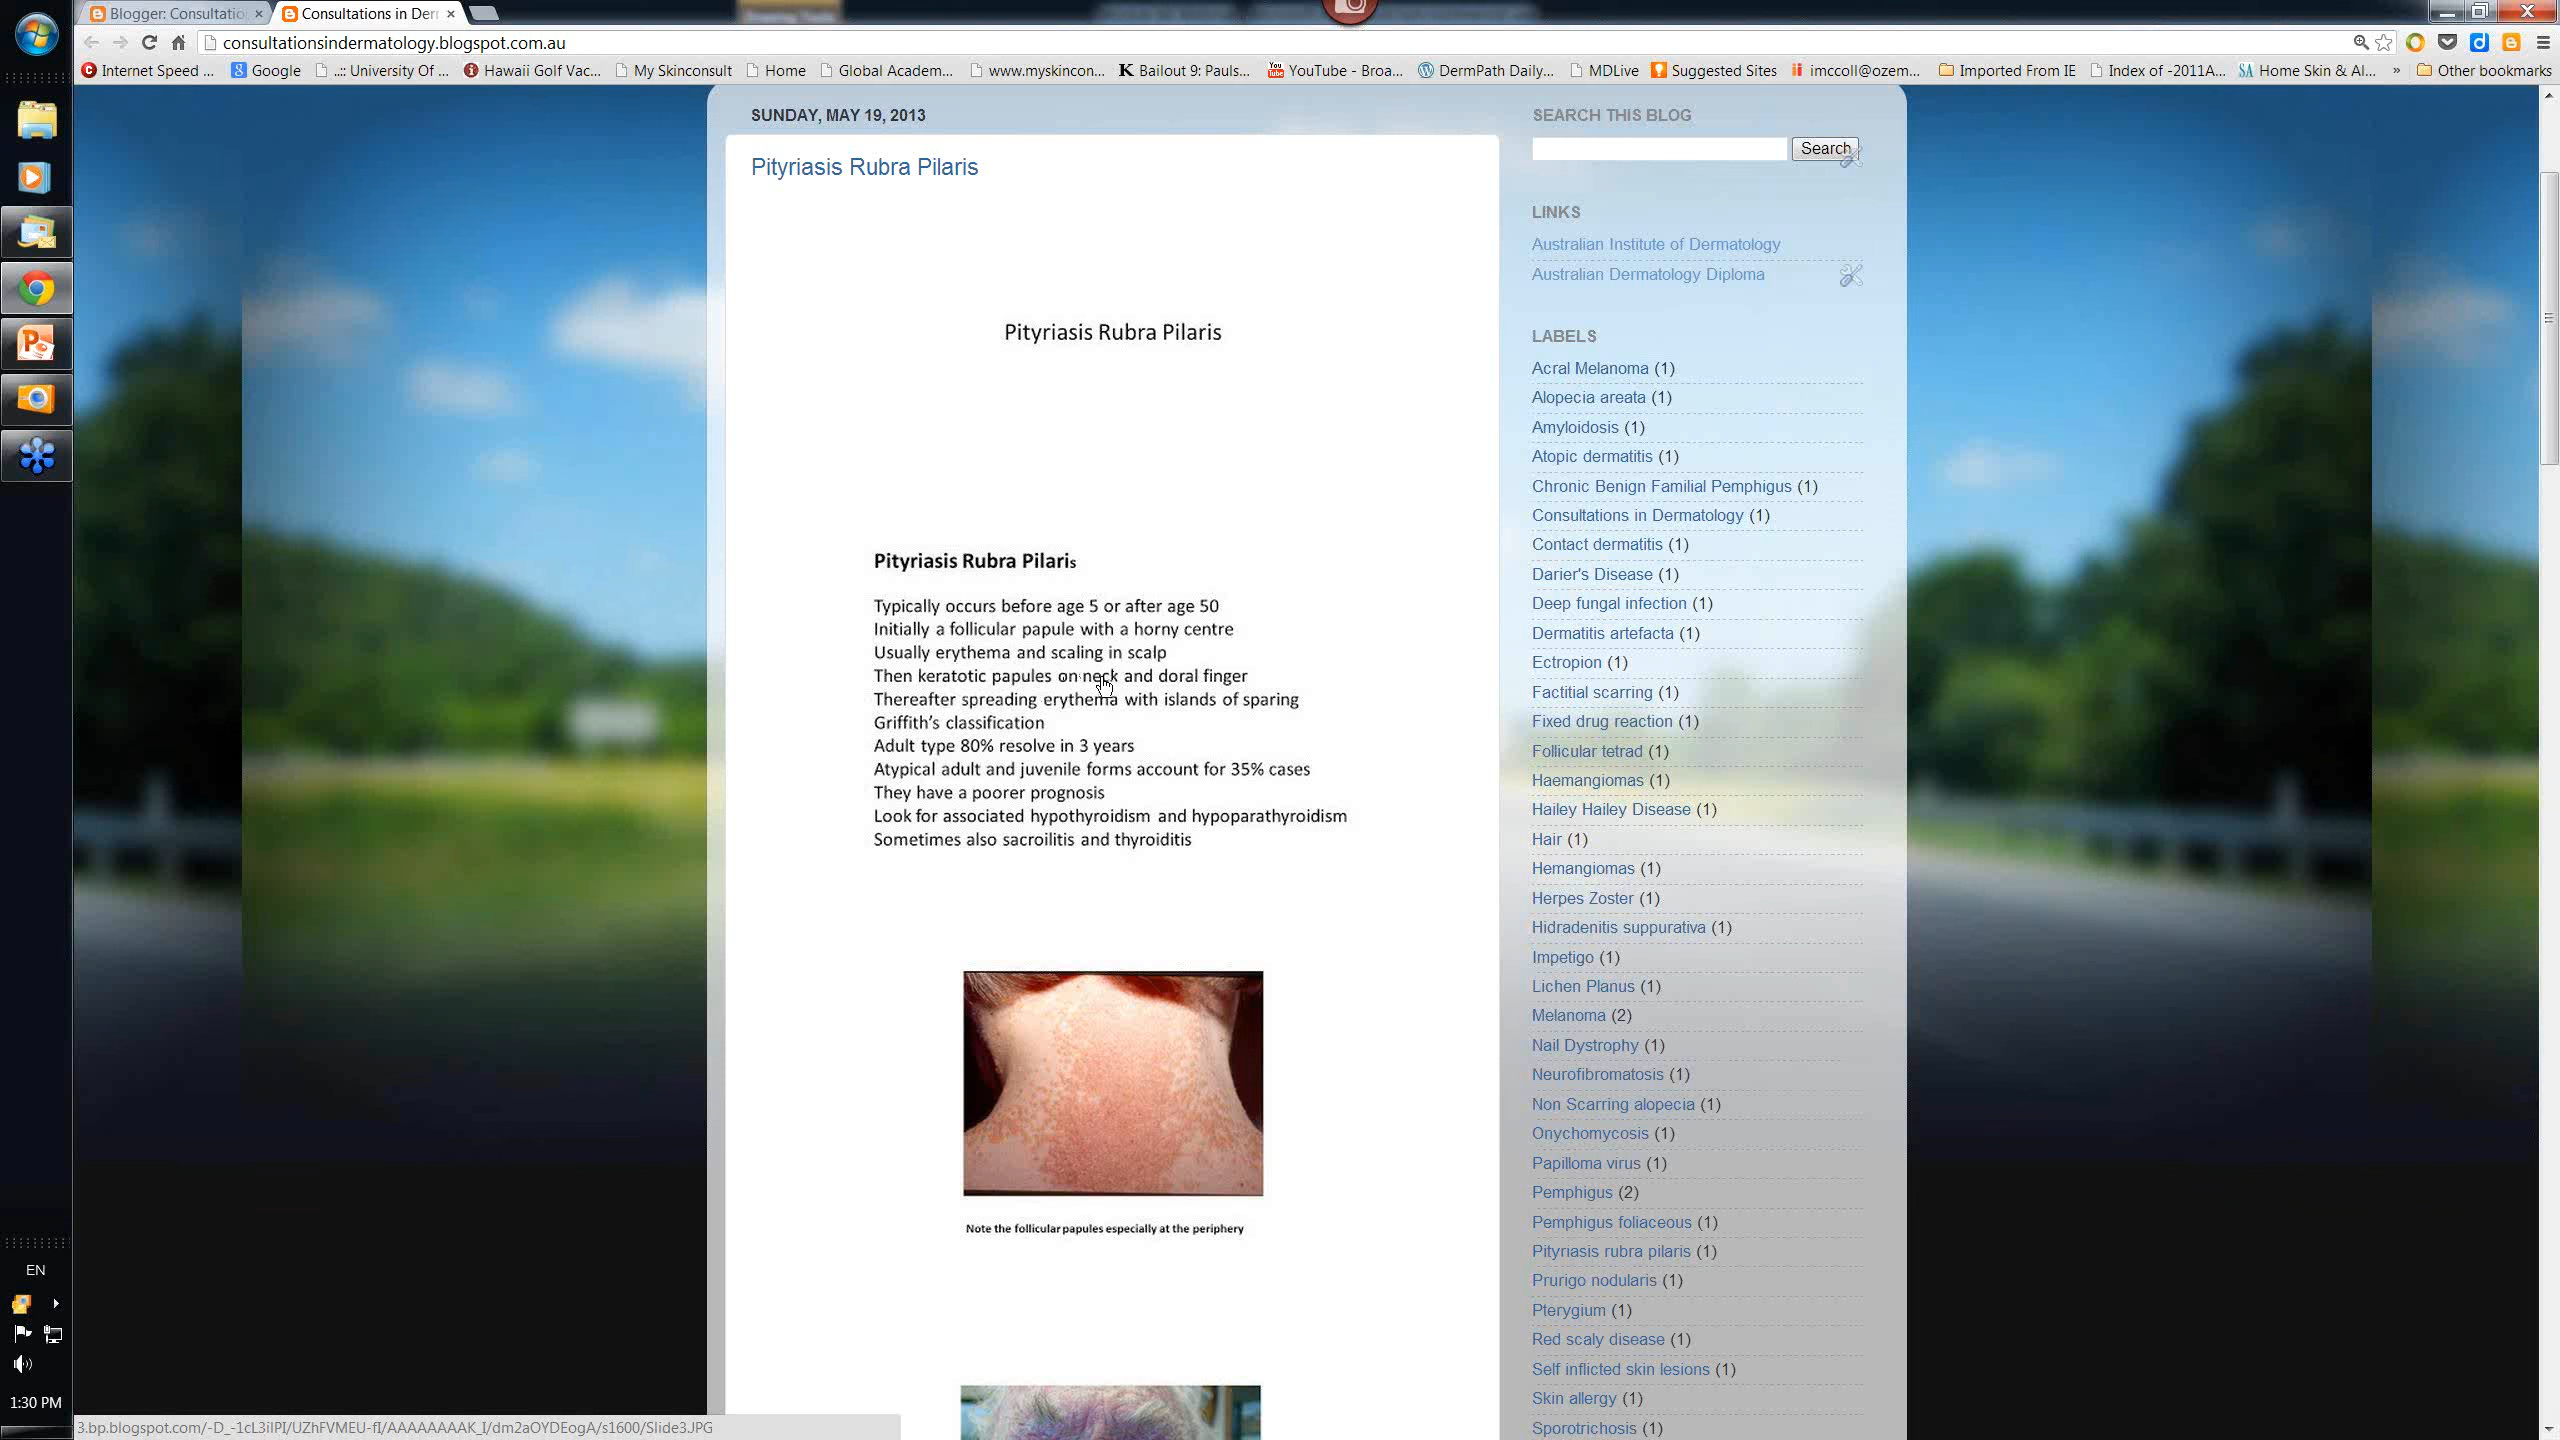 Blogger: Consultatio
Consultations in Der
consultationsindermatology.blogspot.com.au
Internet Speed ...
Google
..:: University Of ...
Hawaii Golf Vac...
My Skinconsult
Home
Global Academ...
www.myskincon...
Bailout 9: Pauls...
YouTube - Broa...
DermPath Daily...
MDLive
Suggested Sites
imccoll@ozem...
Imported From IE
Index of -2011A...
Home Skin & Al...
»
Other bookmarks
SUNDAY, MAY 19, 2013
Pityriasis Rubra Pilaris
Pityriasis Rubra Pilaris
Pityriasis Rubra Pilaris
Typically occurs before age 5 or after age 50
Initially a follicular papule with a horny centre
Usually erythema and scaling in scalp
Then keratotic papules on neck and doral finger
Thereafter spreading erythema with islands of sparing
Griffith's classification
Adult type 80% resolve in 3 years
Atypical adult and juvenile forms account for 35% cases
They have a poorer prognosis
Look for associated hypothyroidism and hypoparathyroidism
Sometimes also sacroilitis and thyroiditis
Note the follicular papules especially at the periphery
SEARCH THIS BLOG
Search
LINKS
Australian Institute of Dermatology
Australian Dermatology Diploma
LABELS
Acral Melanoma (1)
Alopecia areata (1)
Amyloidosis (1)
Atopic dermatitis (1)
Chronic Benign Familial Pemphigus (1)
Consultations in Dermatology (1)
Contact dermatitis (1)
Darier's Disease (1)
Deep fungal infection (1)
Dermatitis artefacta (1)
Ectropion (1)
Factitial scarring (1)
Fixed drug reaction (1)
Follicular tetrad (1)
Haemangiomas (1)
Hailey Hailey Disease (1)
Hair (1)
Hemangiomas (1)
Herpes Zoster (1)
Hidradenitis suppurativa (1)
Impetigo (1)
Lichen Planus (1)
Melanoma (2)
Nail Dystrophy (1)
Neurofibromatosis (1)
Non Scarring alopecia (1)
Onychomycosis (1)
Papilloma virus (1)
Pemphigus (2)
Pemphigus foliaceous (1)
Pityriasis rubra pilaris (1)
Prurigo nodularis (1)
Pterygium (1)
Red scaly disease (1)
Self inflicted skin lesions (1)
Skin allergy (1)
Sporotrichosis (1)
EN
1:30 PM
3.bp.blogspot.com/-D_-1cL3ilPI/UZhFVMEU-fI/AAAAAAAAK_I/dm2aOYDEogA/s1600/Slide3.JPG